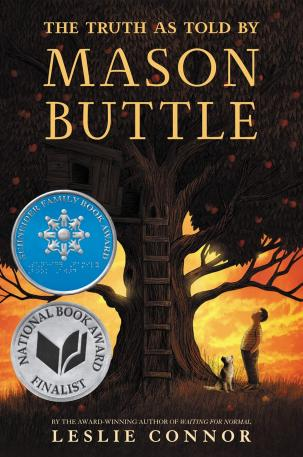 THE TRUTH AS TOLD BY
MASON
BUTTLE
SCHNEIDER FAMILY BOOK AWARD
NATIONAL BOOK AWARD
FINALIST
BY THE AWARD-WINNING AUTHOR OF WAITING FOR NORMAL
LESLIE CONNOR